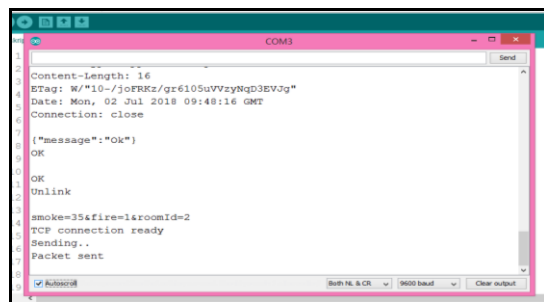 COM3
Send
Content-Length: 16
ETag: W/"10-/joFRKz/gr6105uVVzyNqD3EVJg"
Date: Mon, 02 Jul 2018 09:48:16 GMT
Connection: close
{"message":"Ok"}
OK
OK
Unlink
smoke=35&fire=1&roomId=2
TCP connection ready
Sending..
Packet sent
Autoscroll
Both NL & CR
9600 baud
Clear output